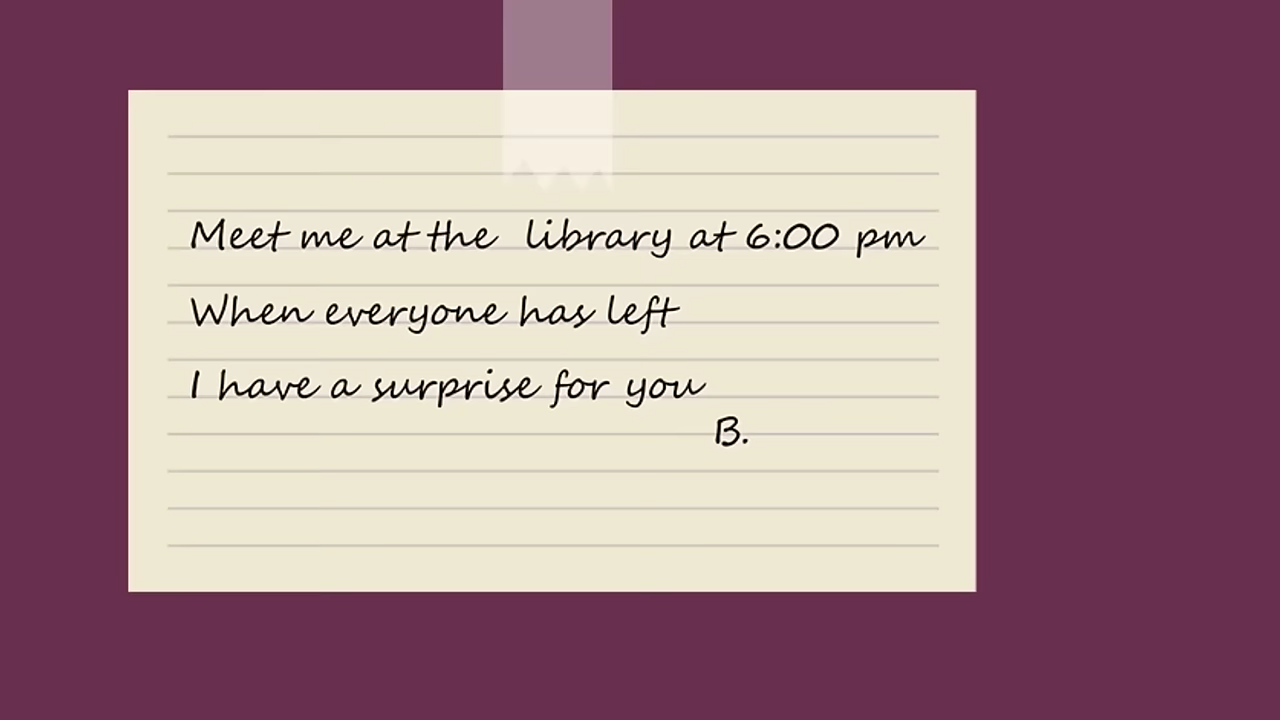 Meet me at the library at 6:00 pm
When everyone has left
I have a surprise for you
B.